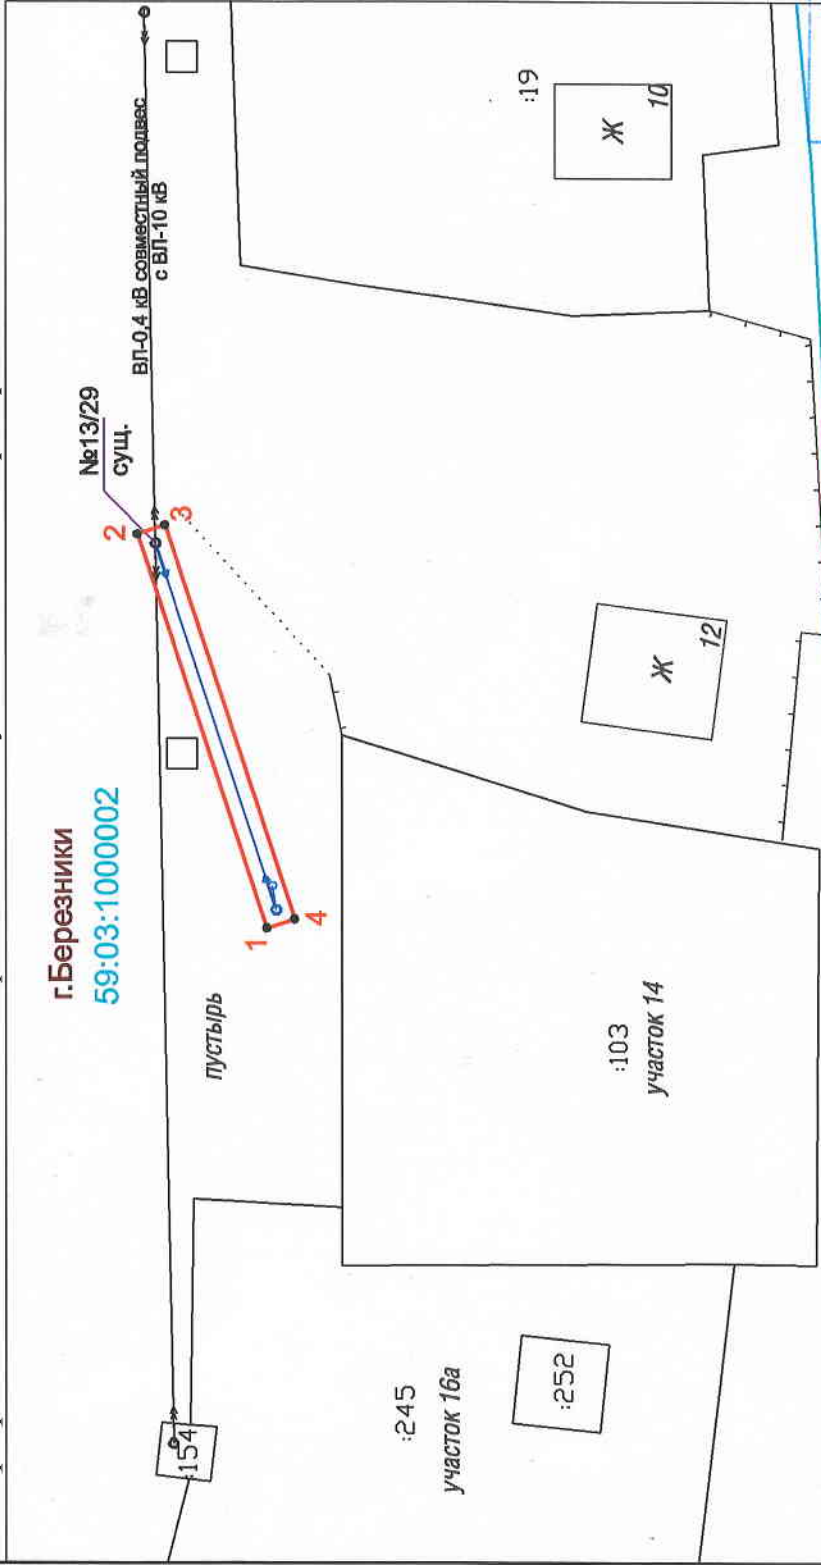 г.Березники
59:03:1000002
№13/29
сущ.
ВЛ-0,4 кВ совместный подвес
с ВЛ-10 кВ
2
3
1
4
пустырь
:154
:19
Ж
10
Ж
12
:103
участок 14
:245
участок 16а
:252